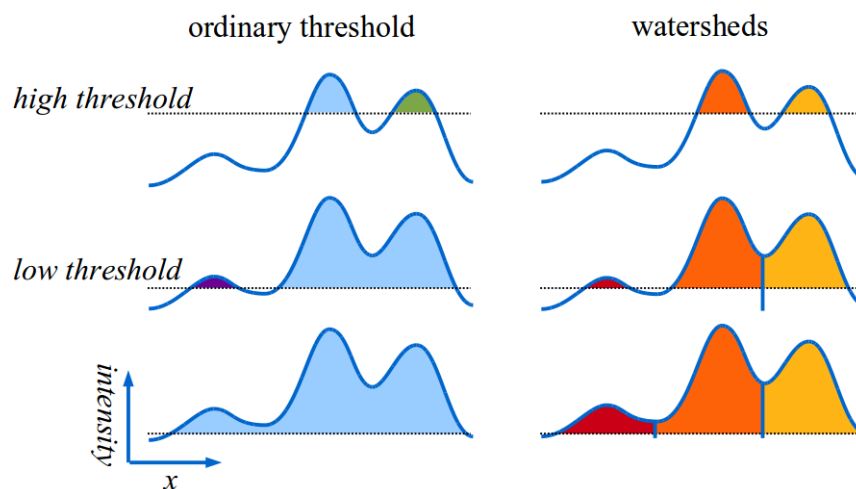 ordinary threshold
watersheds
high threshold
low threshold
intensity
x